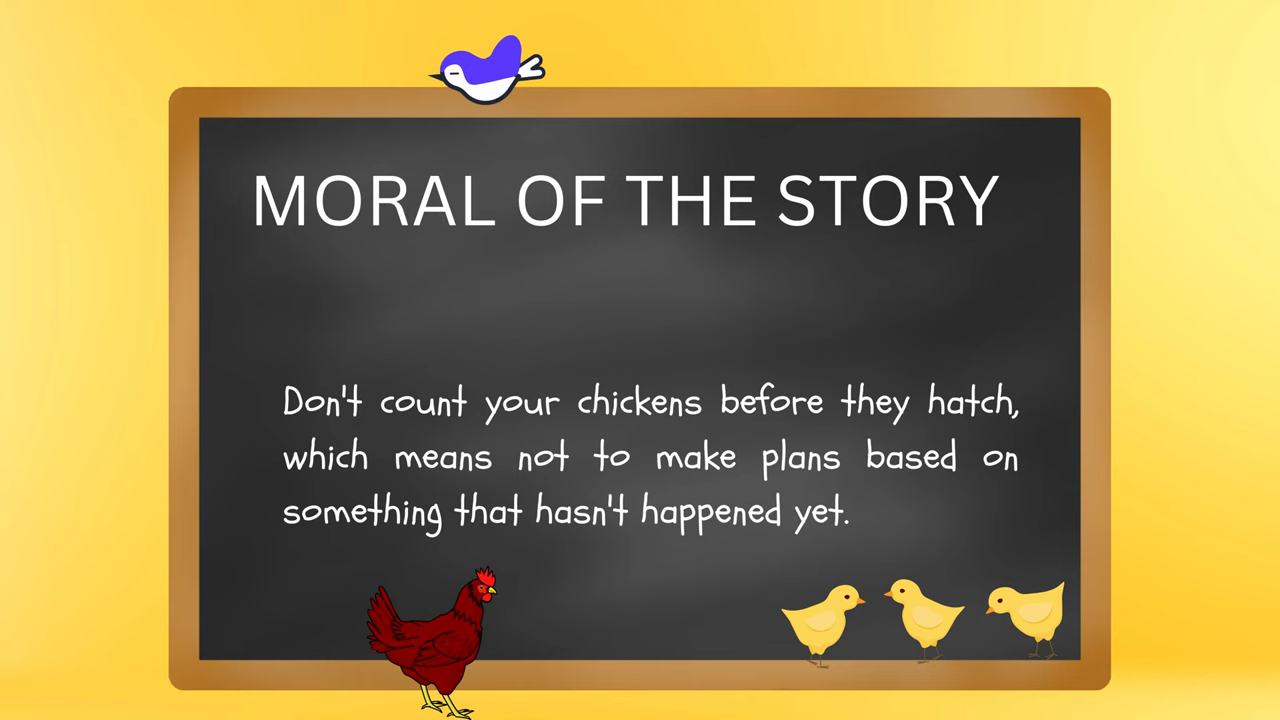 MORAL OF THE STORY
Don't count your chickens before they hatch,
which means not to make plans based on
something that hasn't happened yet.